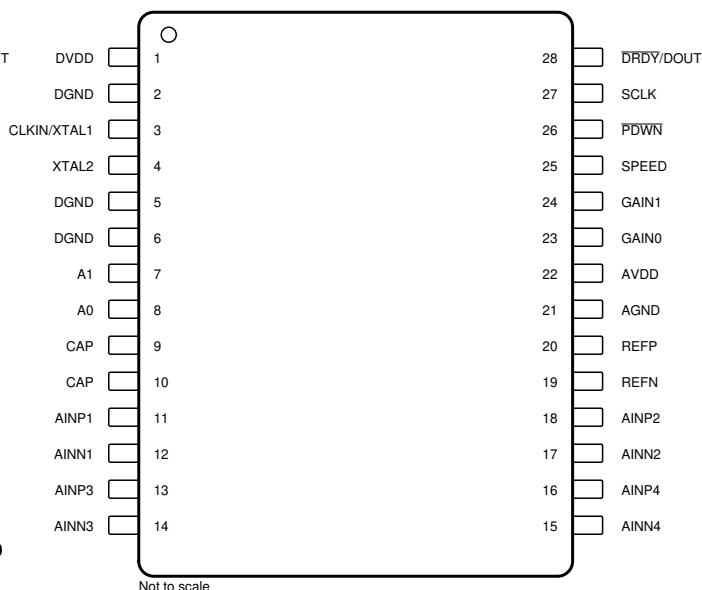 T DVDD 1 28 DRDY/DOUT
DGND 2 27 SCLK
CLKIN/XTAL1 3 26 PDWN
XTAL2 4 25 SPEED
DGND 5 24 GAIN1
DGND 6 23 GAIN0
A1 7 22 AVDD
A0 8 21 AGND
CAP 9 20 REFP
CAP 10 19 REFN
AINP1 11 18 AINP2
AINN1 12 17 AINN2
AINP3 13 16 AINP4
AINN3 14 15 AINN4
Not to scale